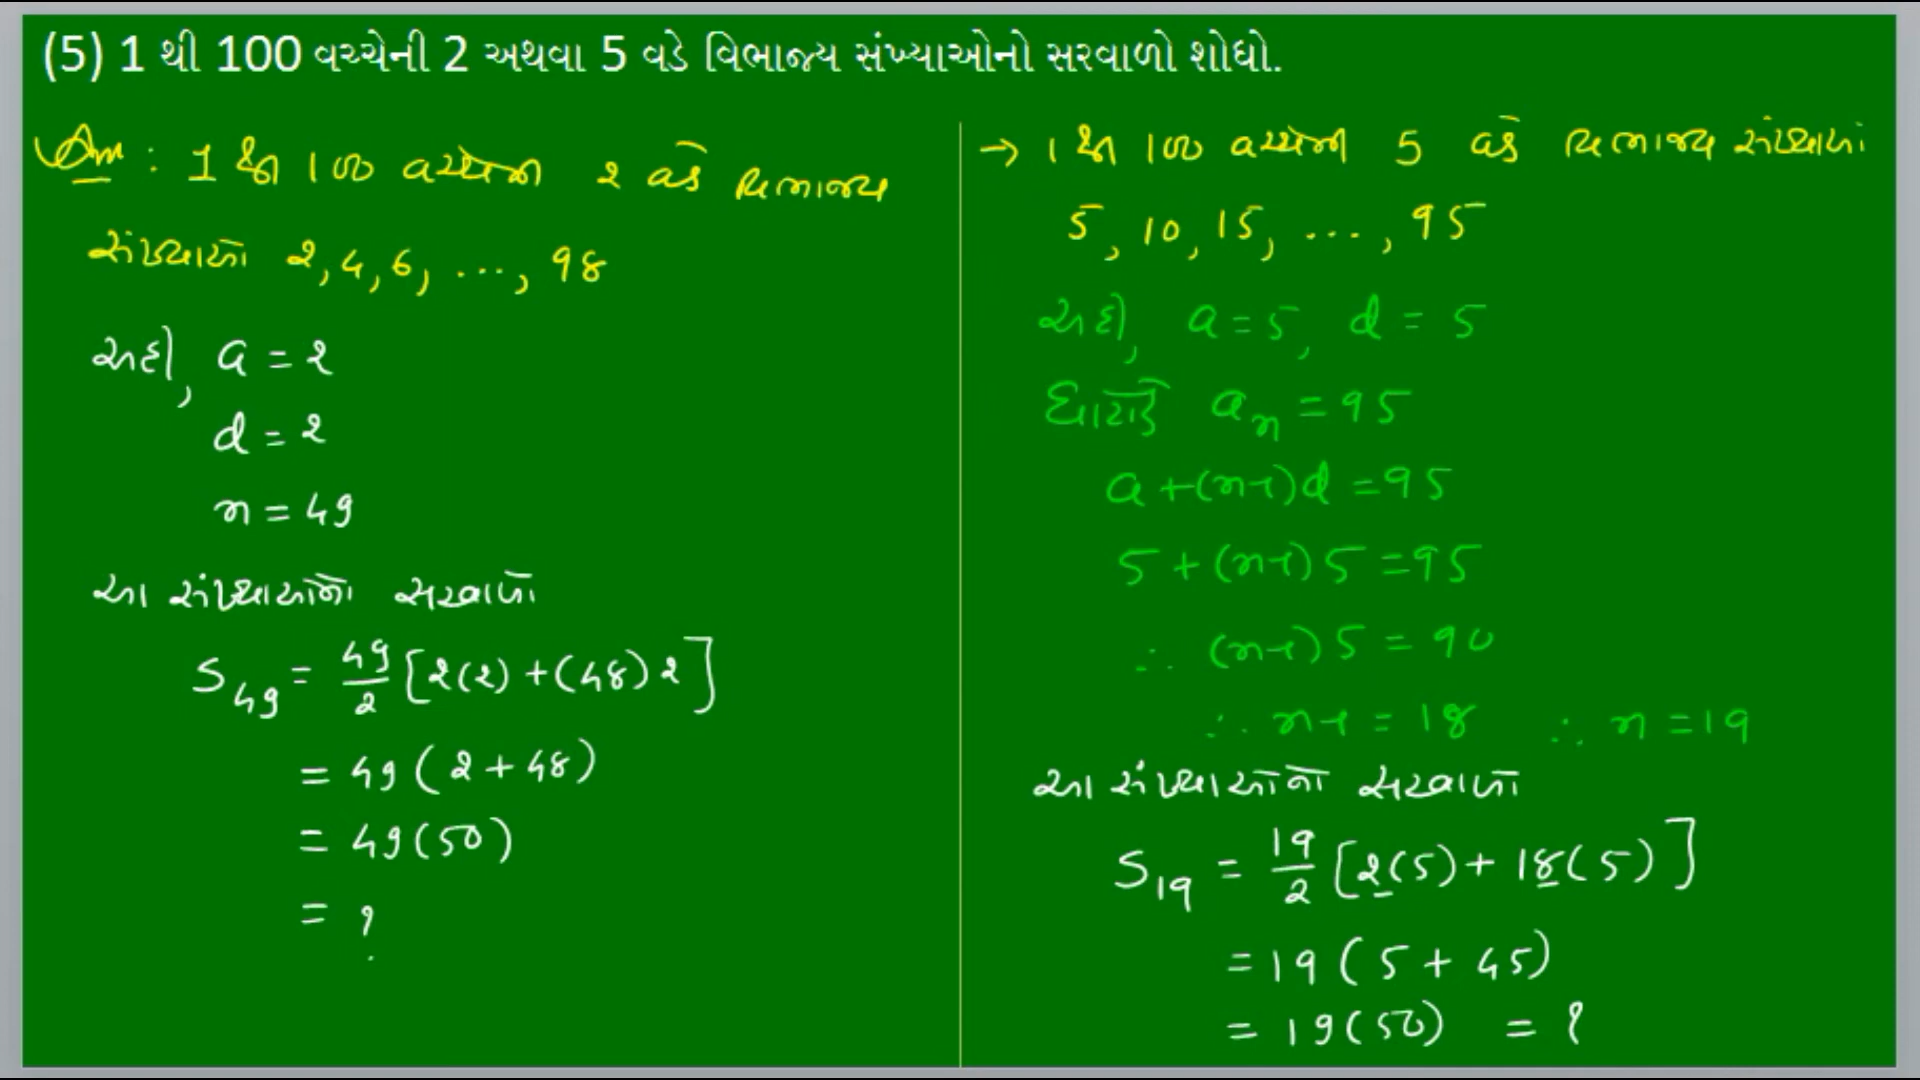 (5) 1 થી 100 વચ્ચેની 2 અથવા 5 વડે વિભાજ્ય સંખ્યાઓનો સરવાળો શોધો.
Ans : 1 થી 100 વચ્ચેની 2 વડે વિભાજ્ય
સંખ્યાઓ 2, 4, 6, ..., 98
અહીં, a = 2
d = 2
n = 49
આ સંખ્યાઓનો સરવાળો
S₄₉ = 49/2 [2(2) + (48) 2]
= 49 (2 + 48)
= 49 (50)
= ?
→ 1 થી 100 વચ્ચેની 5 વડે વિભાજ્ય સંખ્યાઓ
5, 10, 15, ..., 95
અહીં, a = 5, d = 5
ધારોકે aₙ = 95
a + (n-1) d = 95
5 + (n-1) 5 = 95
∴ (n-1) 5 = 90
∴ n-1 = 18 ∴ n = 19
આ સંખ્યાઓનો સરવાળો
S₁₉ = 19/2 [2(5) + 18(5)]
= 19 (5 + 45)
= 19 (50) = ?